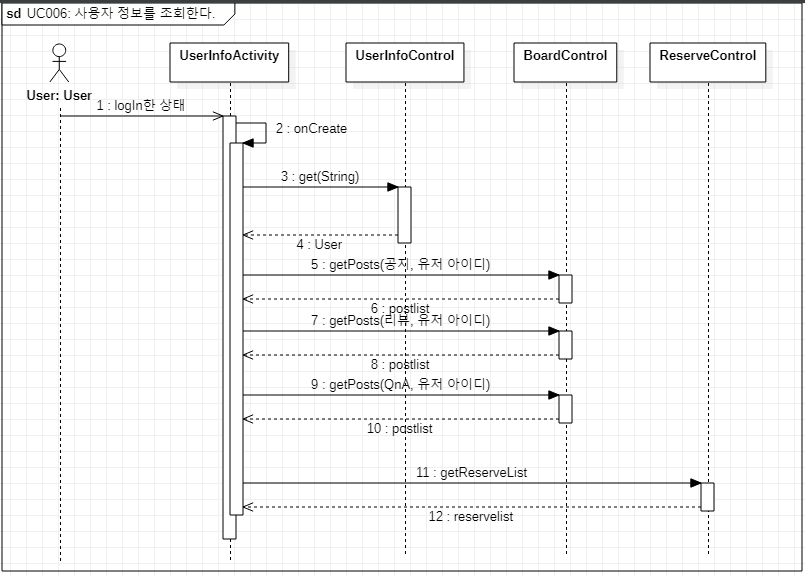 sd UC006: 사용자 정보를 조회한다.
UserInfoActivity
UserInfoControl
BoardControl
ReserveControl
User: User
1 : logIn한 상태
2 : onCreate
3 : get(String)
4 : User
5 : getPosts(공지, 유저 아이디)
6 : postlist
7 : getPosts(리뷰, 유저 아이디)
8 : postlist
9 : getPosts(QnA, 유저 아이디)
10 : postlist
11 : getReserveList
12 : reservelist